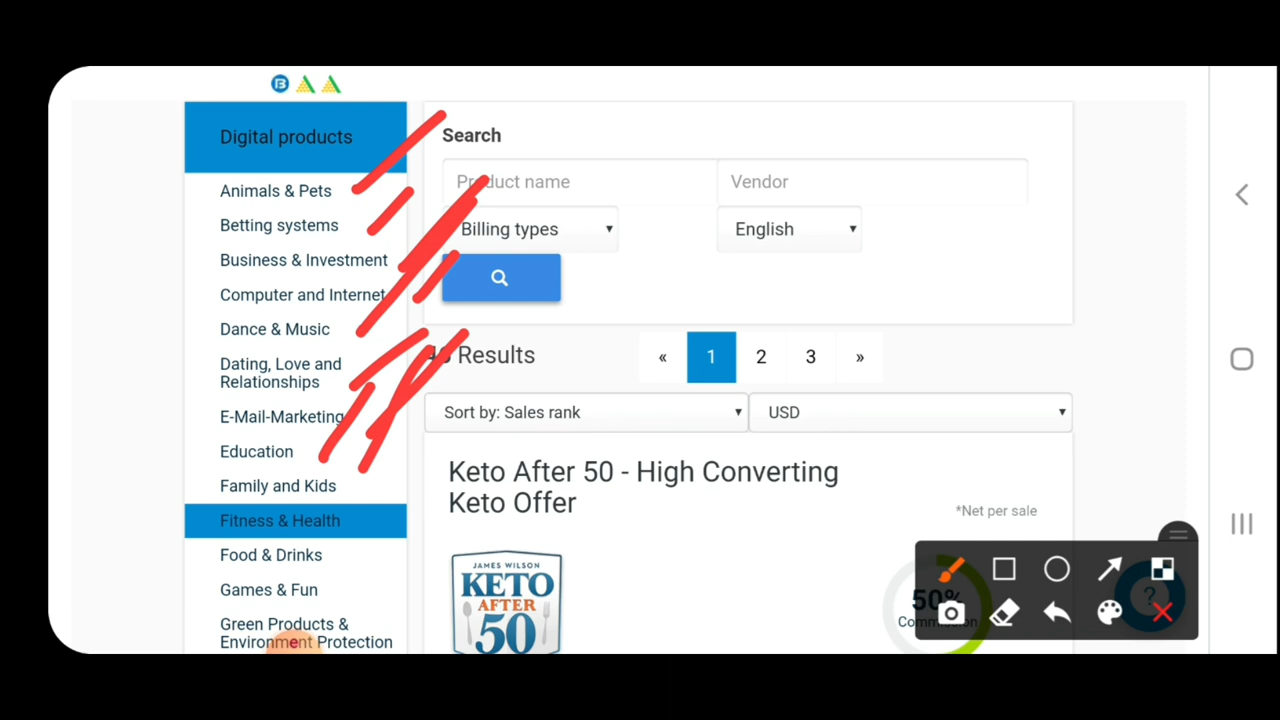 Digital products
Animals & Pets
Betting systems
Business & Investment
Computer and Internet
Dance & Music
Dating, Love and
Relationships
E-Mail-Marketing
Education
Family and Kids
Fitness & Health
Food & Drinks
Games & Fun
Green Products &
Environment Protection
Search
Product name
Vendor
Billing types
English
Results
« 1 2 3 »
Sort by: Sales rank
USD
Keto After 50 - High Converting
Keto Offer
*Net per sale
JAMES WILSON
KETO
AFTER
50
50%
?